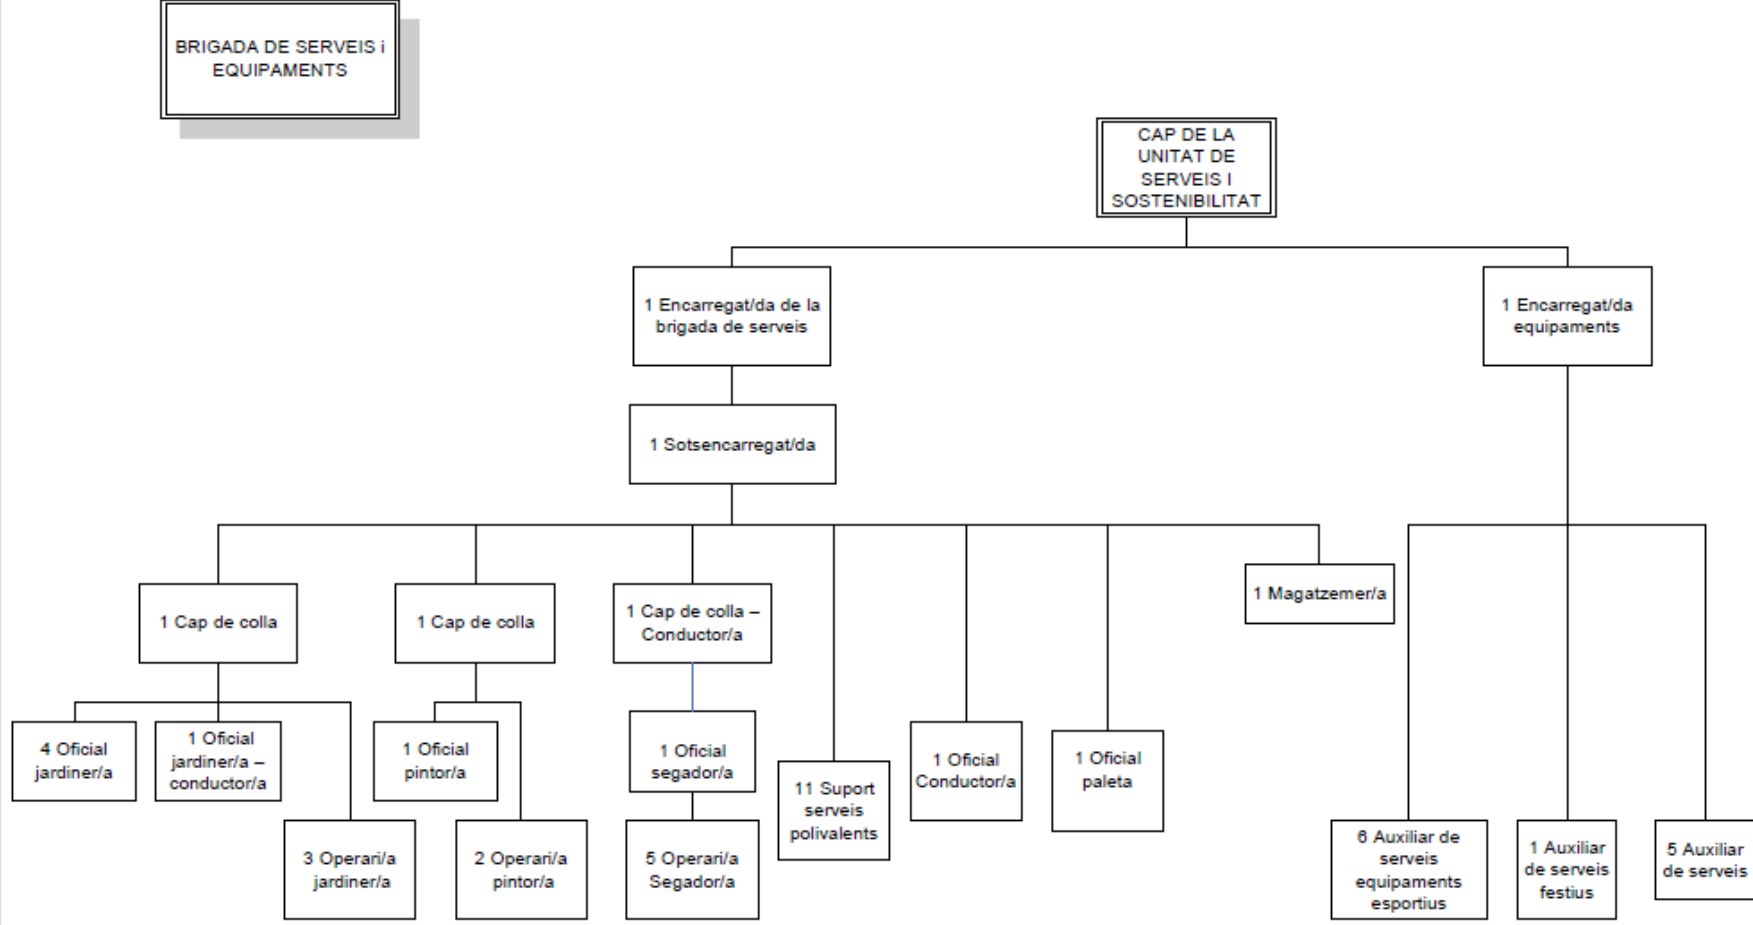 BRIGADA DE SERVEIS i
EQUIPAMENTS
CAP DE LA
UNITAT DE
SERVEIS I
SOSTENIBILITAT
1 Encarregat/da de la
brigada de serveis
1 Encarregat/da
equipaments
1 Sotsencarregat/da
1 Cap de colla
1 Cap de colla
1 Cap de colla –
Conductor/a
1 Magatzemer/a
4 Oficial
jardiner/a
1 Oficial
jardiner/a –
conductor/a
1 Oficial
pintor/a
1 Oficial
segador/a
11 Suport
serveis
polivalents
1 Oficial
Conductor/a
1 Oficial
paleta
3 Operari/a
jardiner/a
2 Operari/a
pintor/a
5 Operari/a
Segador/a
6 Auxiliar de
serveis
equipaments
esportius
1 Auxiliar
de serveis
festius
5 Auxiliar
de serveis